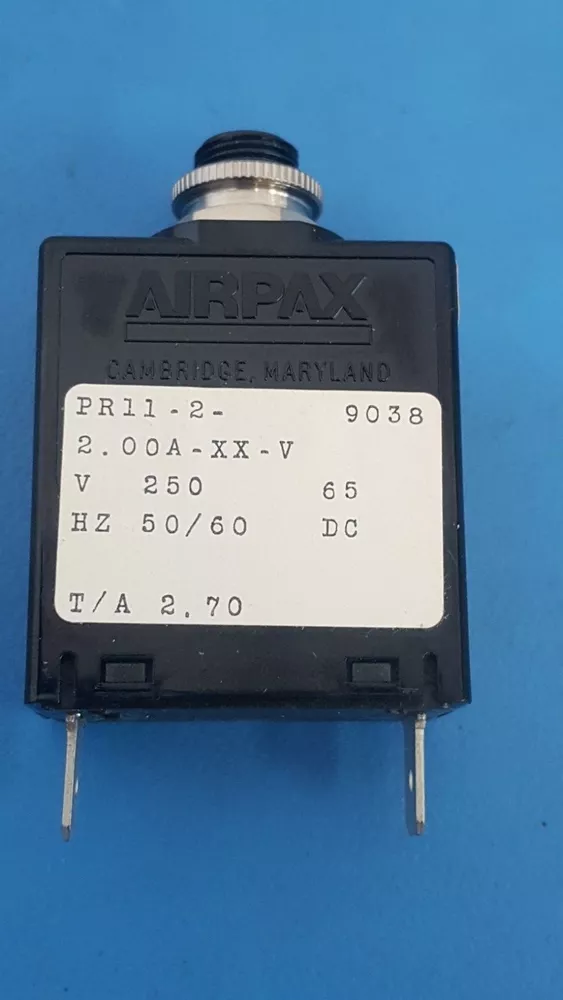 AIRPAX
CAMBRIDGE, MARYLAND
PR11-2- 9038
2.00A-XX-V
V 250 65
HZ 50/60 DC
T/A 2.70